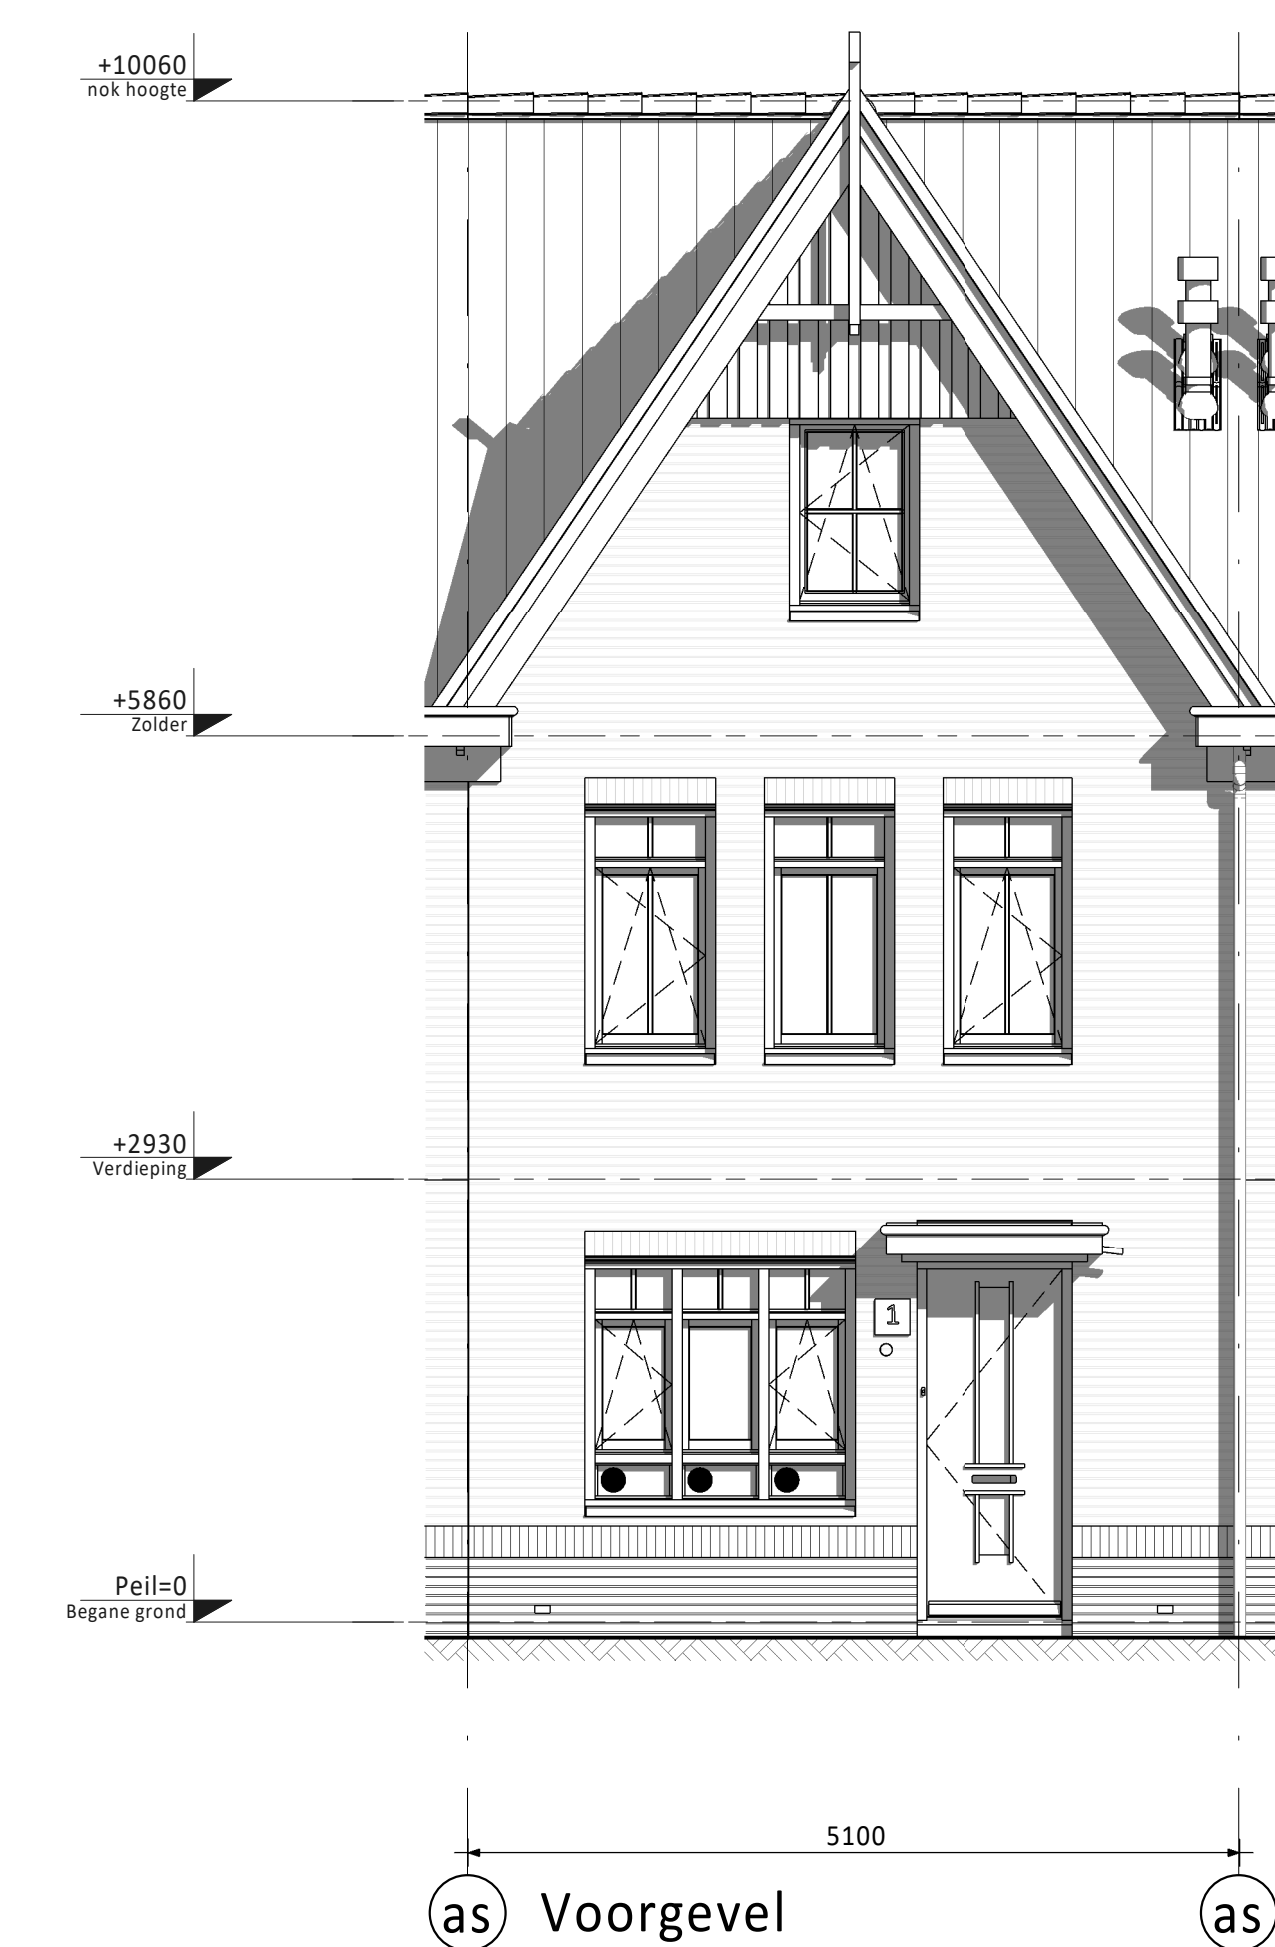 +10060
nok hoogte
+5860
Zolder
+2930
Verdieping
1
Peil=0
Begane grond
5100
as Voorgevel as